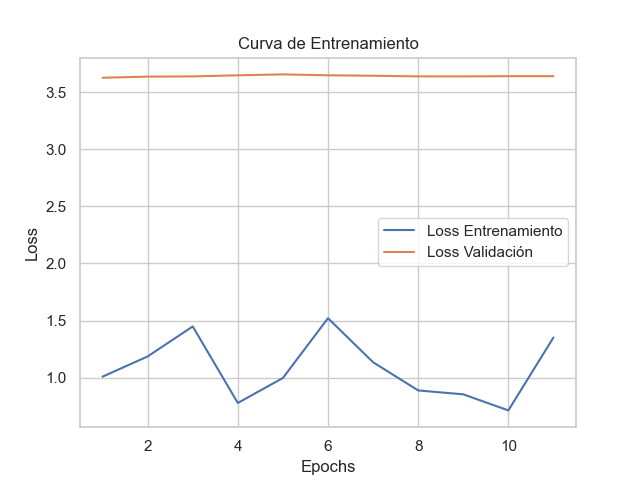 Curva de Entrenamiento
3.5
3.0
2.5
2.0
1.5
1.0
Loss
Loss Entrenamiento
Loss Validación
2
4
6
8
10
Epochs